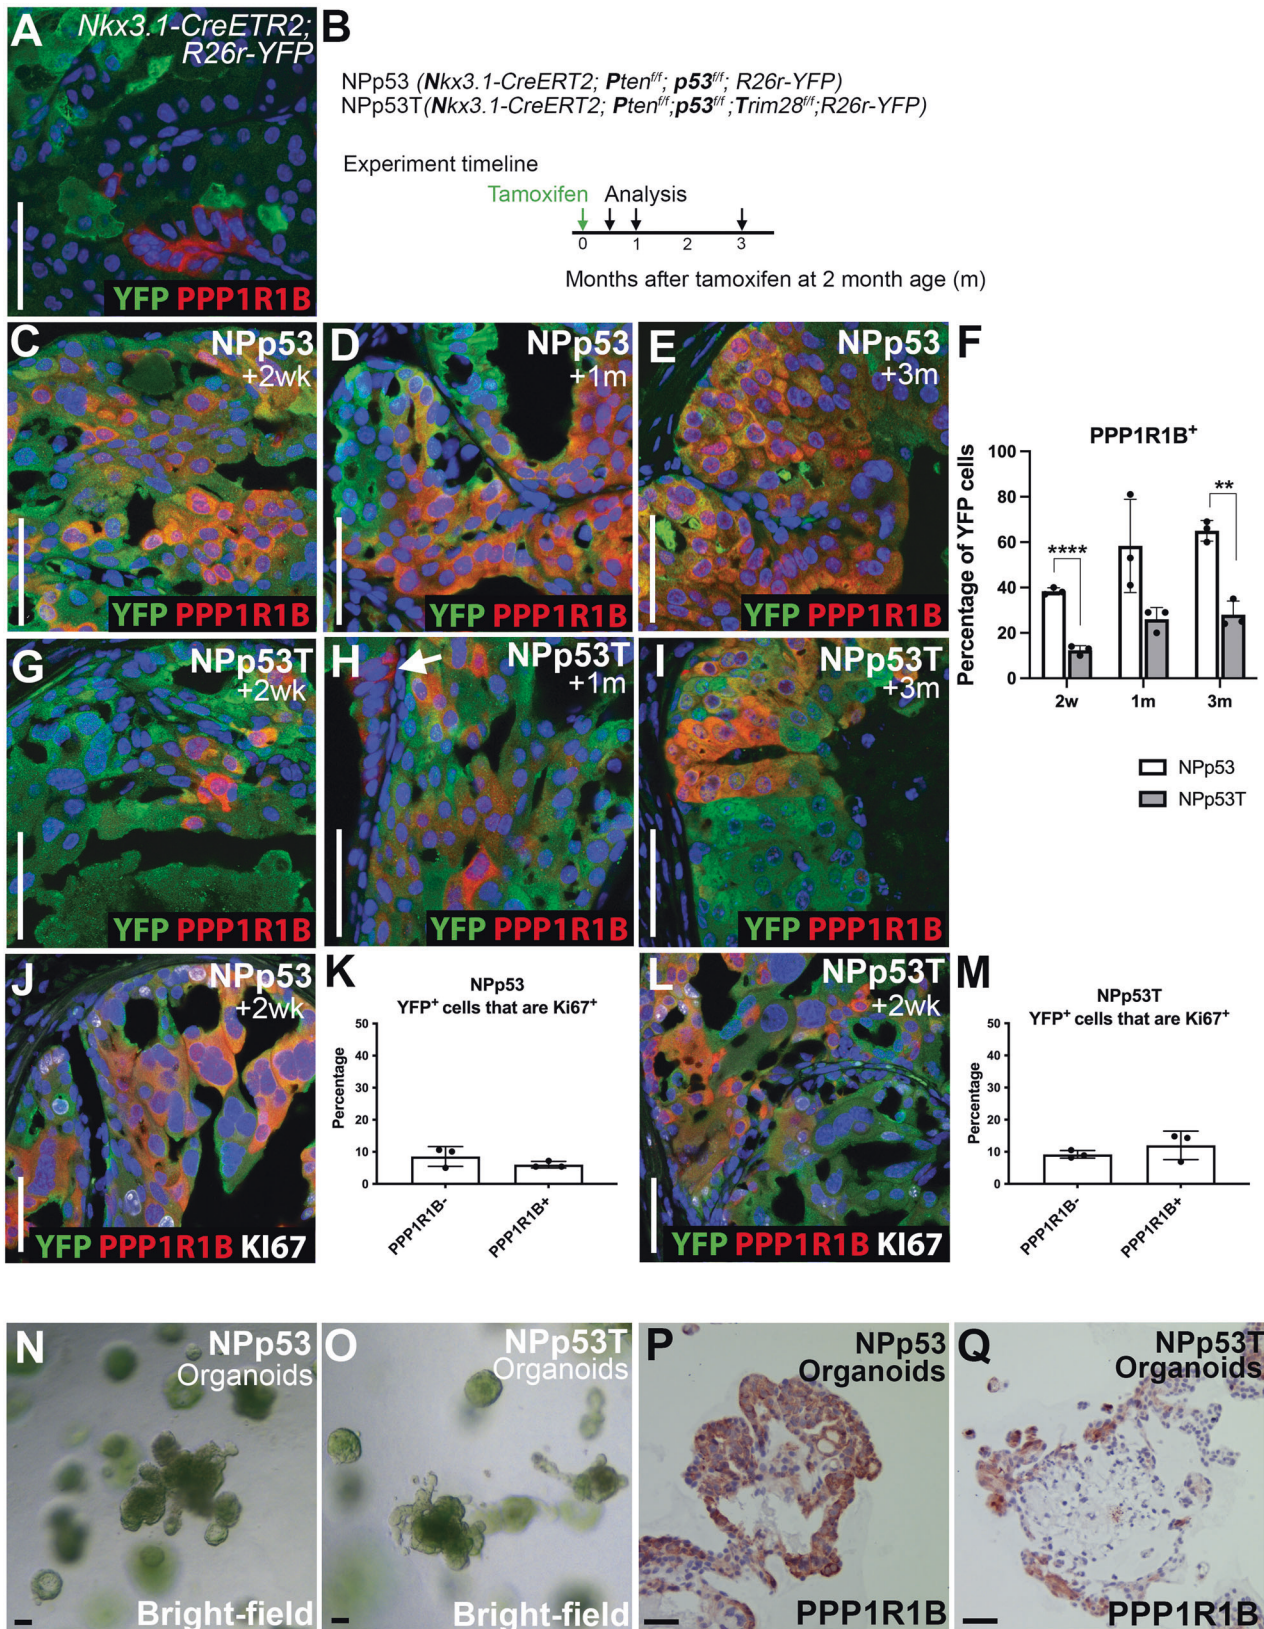 A
Nkx3.1-CreETR2;
R26r-YFP
YFP PPP1R1B
B
NPp53 (Nkx3.1-CreERT2; Pten^f/f; p53^f/f; R26r-YFP)
NPp53T(Nkx3.1-CreERT2; Pten^f/f;p53^f/f;Trim28^f/f;R26r-YFP)
Experiment timeline
Tamoxifen Analysis
0 1 2 3
Months after tamoxifen at 2 month age (m)
C
NPp53
+2wk
YFP PPP1R1B
D
NPp53
+1m
YFP PPP1R1B
E
NPp53
+3m
YFP PPP1R1B
F
PPP1R1B+
Percentage of YFP cells
100
80
60
40
20
0
****
**
2w 1m 3m
NPp53
NPp53T
G
NPp53T
+2wk
YFP PPP1R1B
H
NPp53T
+1m
YFP PPP1R1B
I
NPp53T
+3m
YFP PPP1R1B
J
NPp53
+2wk
YFP PPP1R1B KI67
K
NPp53
YFP+ cells that are Ki67+
Percentage
50
40
30
20
10
0
PPP1R1B-
PPP1R1B+
L
NPp53T
+2wk
YFP PPP1R1B KI67
M
NPp53T
YFP+ cells that are Ki67+
Percentage
50
40
30
20
10
0
PPP1R1B-
PPP1R1B+
N
NPp53
Organoids
Bright-field
O
NPp53T
Organoids
Bright-field
P
NPp53
Organoids
PPP1R1B
Q
NPp53T
Organoids
PPP1R1B